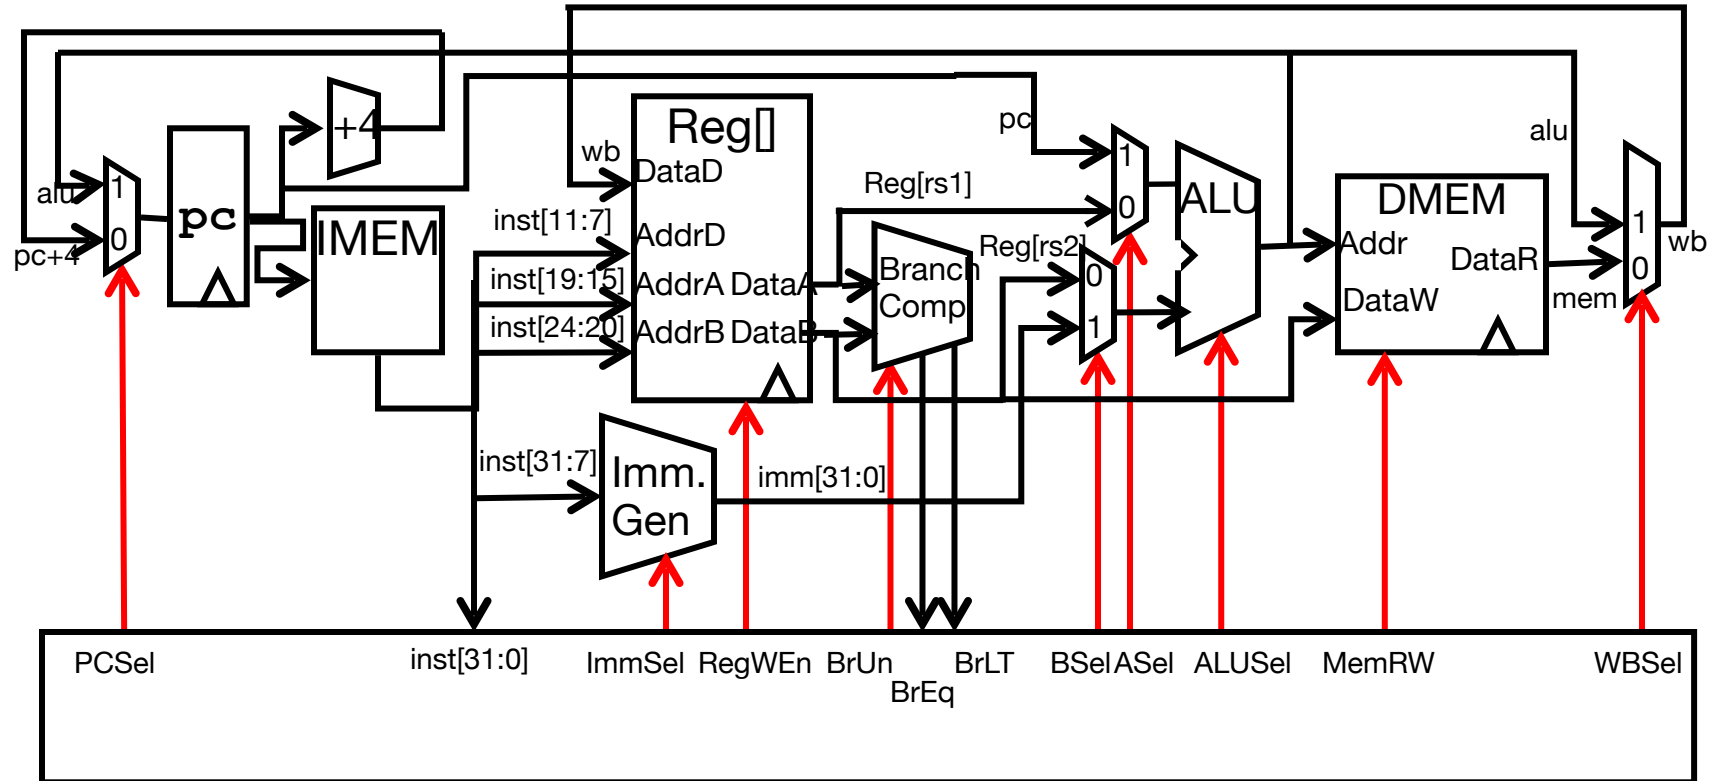 +4
Reg[]
pc
alu
wb
DataD
alu
1
0
pc+4
pc
IMEM
inst[11:7]
AddrD
inst[19:15]
AddrA DataA
inst[24:20]
AddrB DataB
Reg[rs1]
Branch
Comp
Reg[rs2]
1
0
0
1
ALU
DMEM
Addr
DataR
DataW
mem
1
0
wb
inst[31:7]
Imm.
Gen
imm[31:0]
PCSel
inst[31:0]
ImmSel
RegWEn
BrUn
BrEq
BrLT
BSel
ASel
ALUSel
MemRW
WBSel